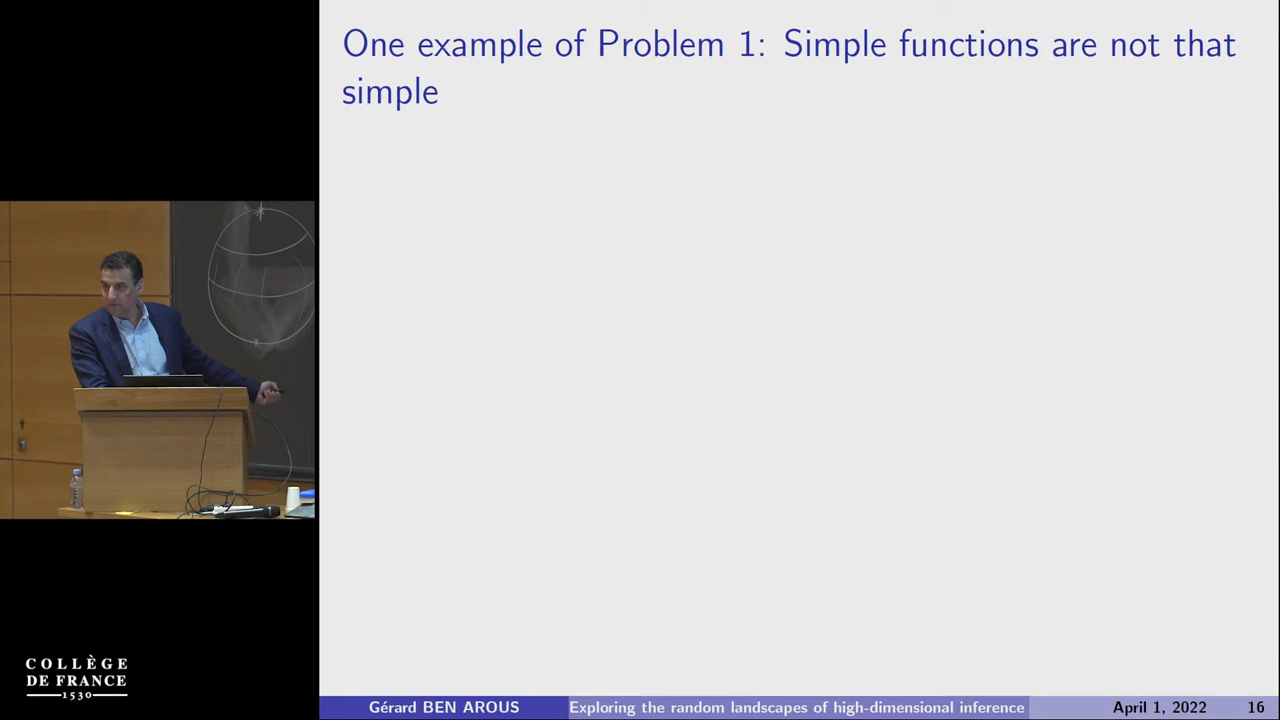 One example of Problem 1: Simple functions are not that
simple
COLLÈGE
DE FRANCE
1530
Gérard BEN AROUS
Exploring the random landscapes of high-dimensional inference
April 1, 2022
16